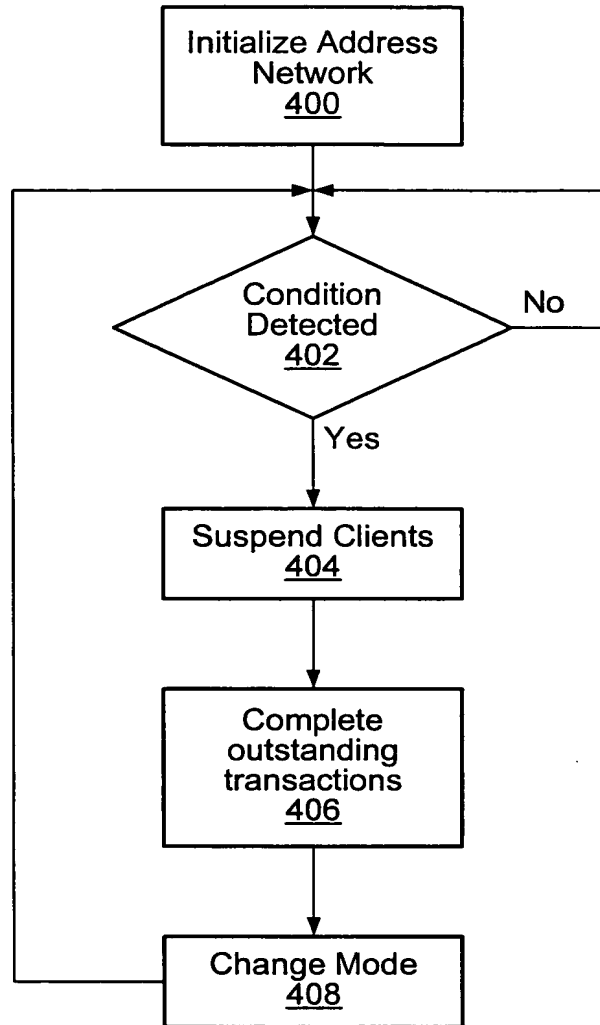 Initialize Address
Network
400
Condition
Detected
402
No
Yes
Suspend Clients
404
Complete
outstanding
transactions
406
Change Mode
408